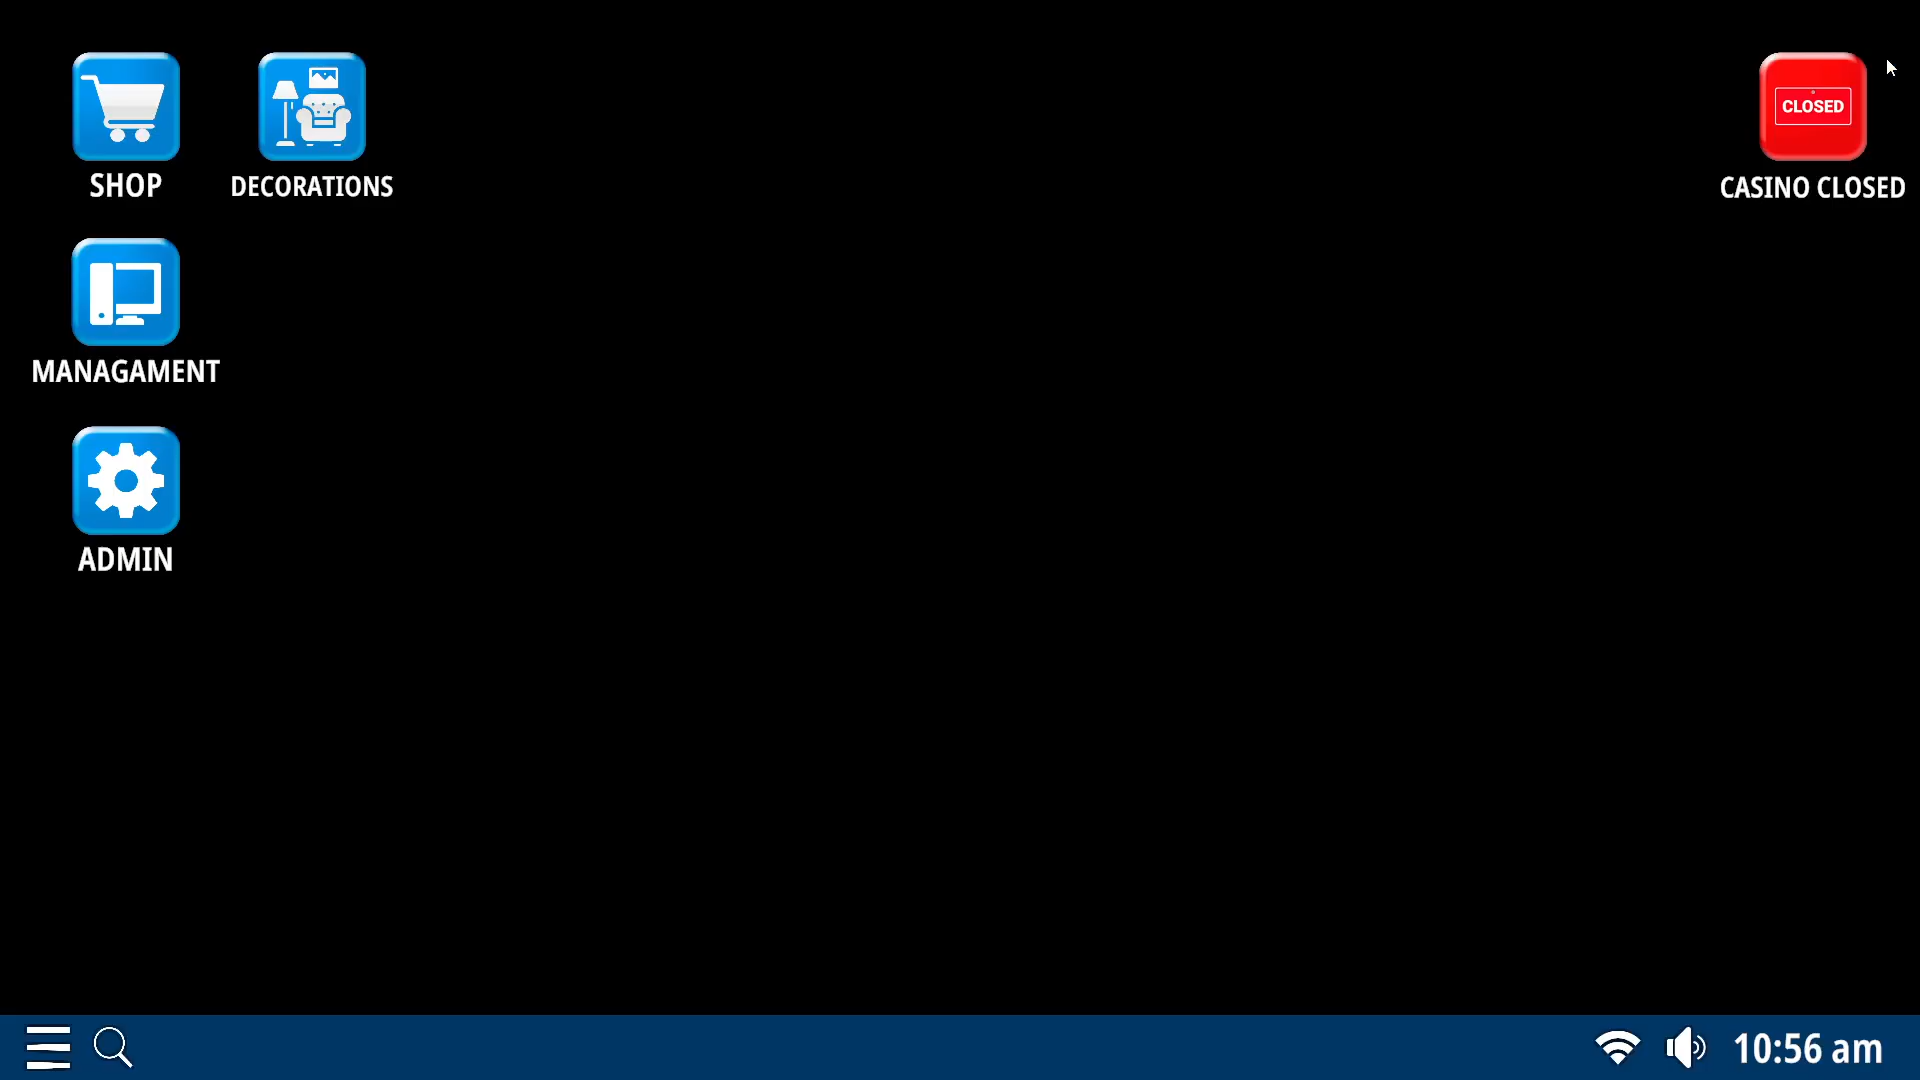 SHOP
DECORATIONS
CLOSED
CASINO CLOSED
MANAGAMENT
ADMIN
10:56 am